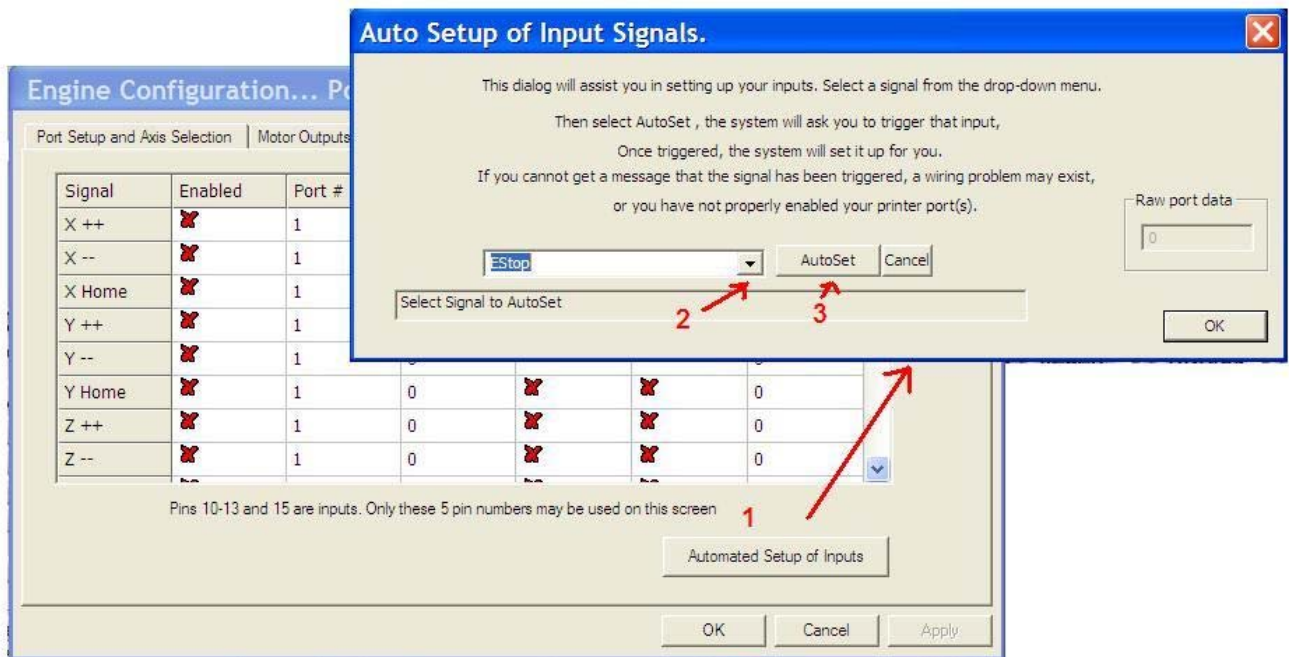 Auto Setup of Input Signals.
This dialog will assist you in setting up your inputs. Select a signal from the drop-down menu.
Then select AutoSet , the system will ask you to trigger that input,
Once triggered, the system will set it up for you.
If you cannot get a message that the signal has been triggered, a wiring problem may exist,
or you have not properly enabled your printer port(s).
Raw port data
0
EStop
AutoSet
Cancel
Select Signal to AutoSet
2
3
OK
Engine Configuration...
Port Setup and Axis Selection
Motor Outputs
Signal Enabled Port #
X ++ 1
X -- 1
X Home 1
Y ++ 1
Y -- 1
Y Home 1 0 0
Z ++ 1 0 0
Z -- 1 0 0
Pins 10-13 and 15 are inputs. Only these 5 pin numbers may be used on this screen
1
Automated Setup of Inputs
OK
Cancel
Apply